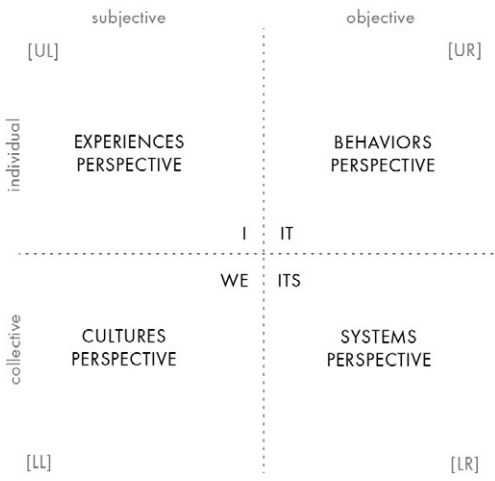 subjective
objective
[UL]
[UR]
individual
EXPERIENCES
PERSPECTIVE
BEHAVIORS
PERSPECTIVE
I
IT
WE
ITS
collective
CULTURES
PERSPECTIVE
SYSTEMS
PERSPECTIVE
[LL]
[LR]